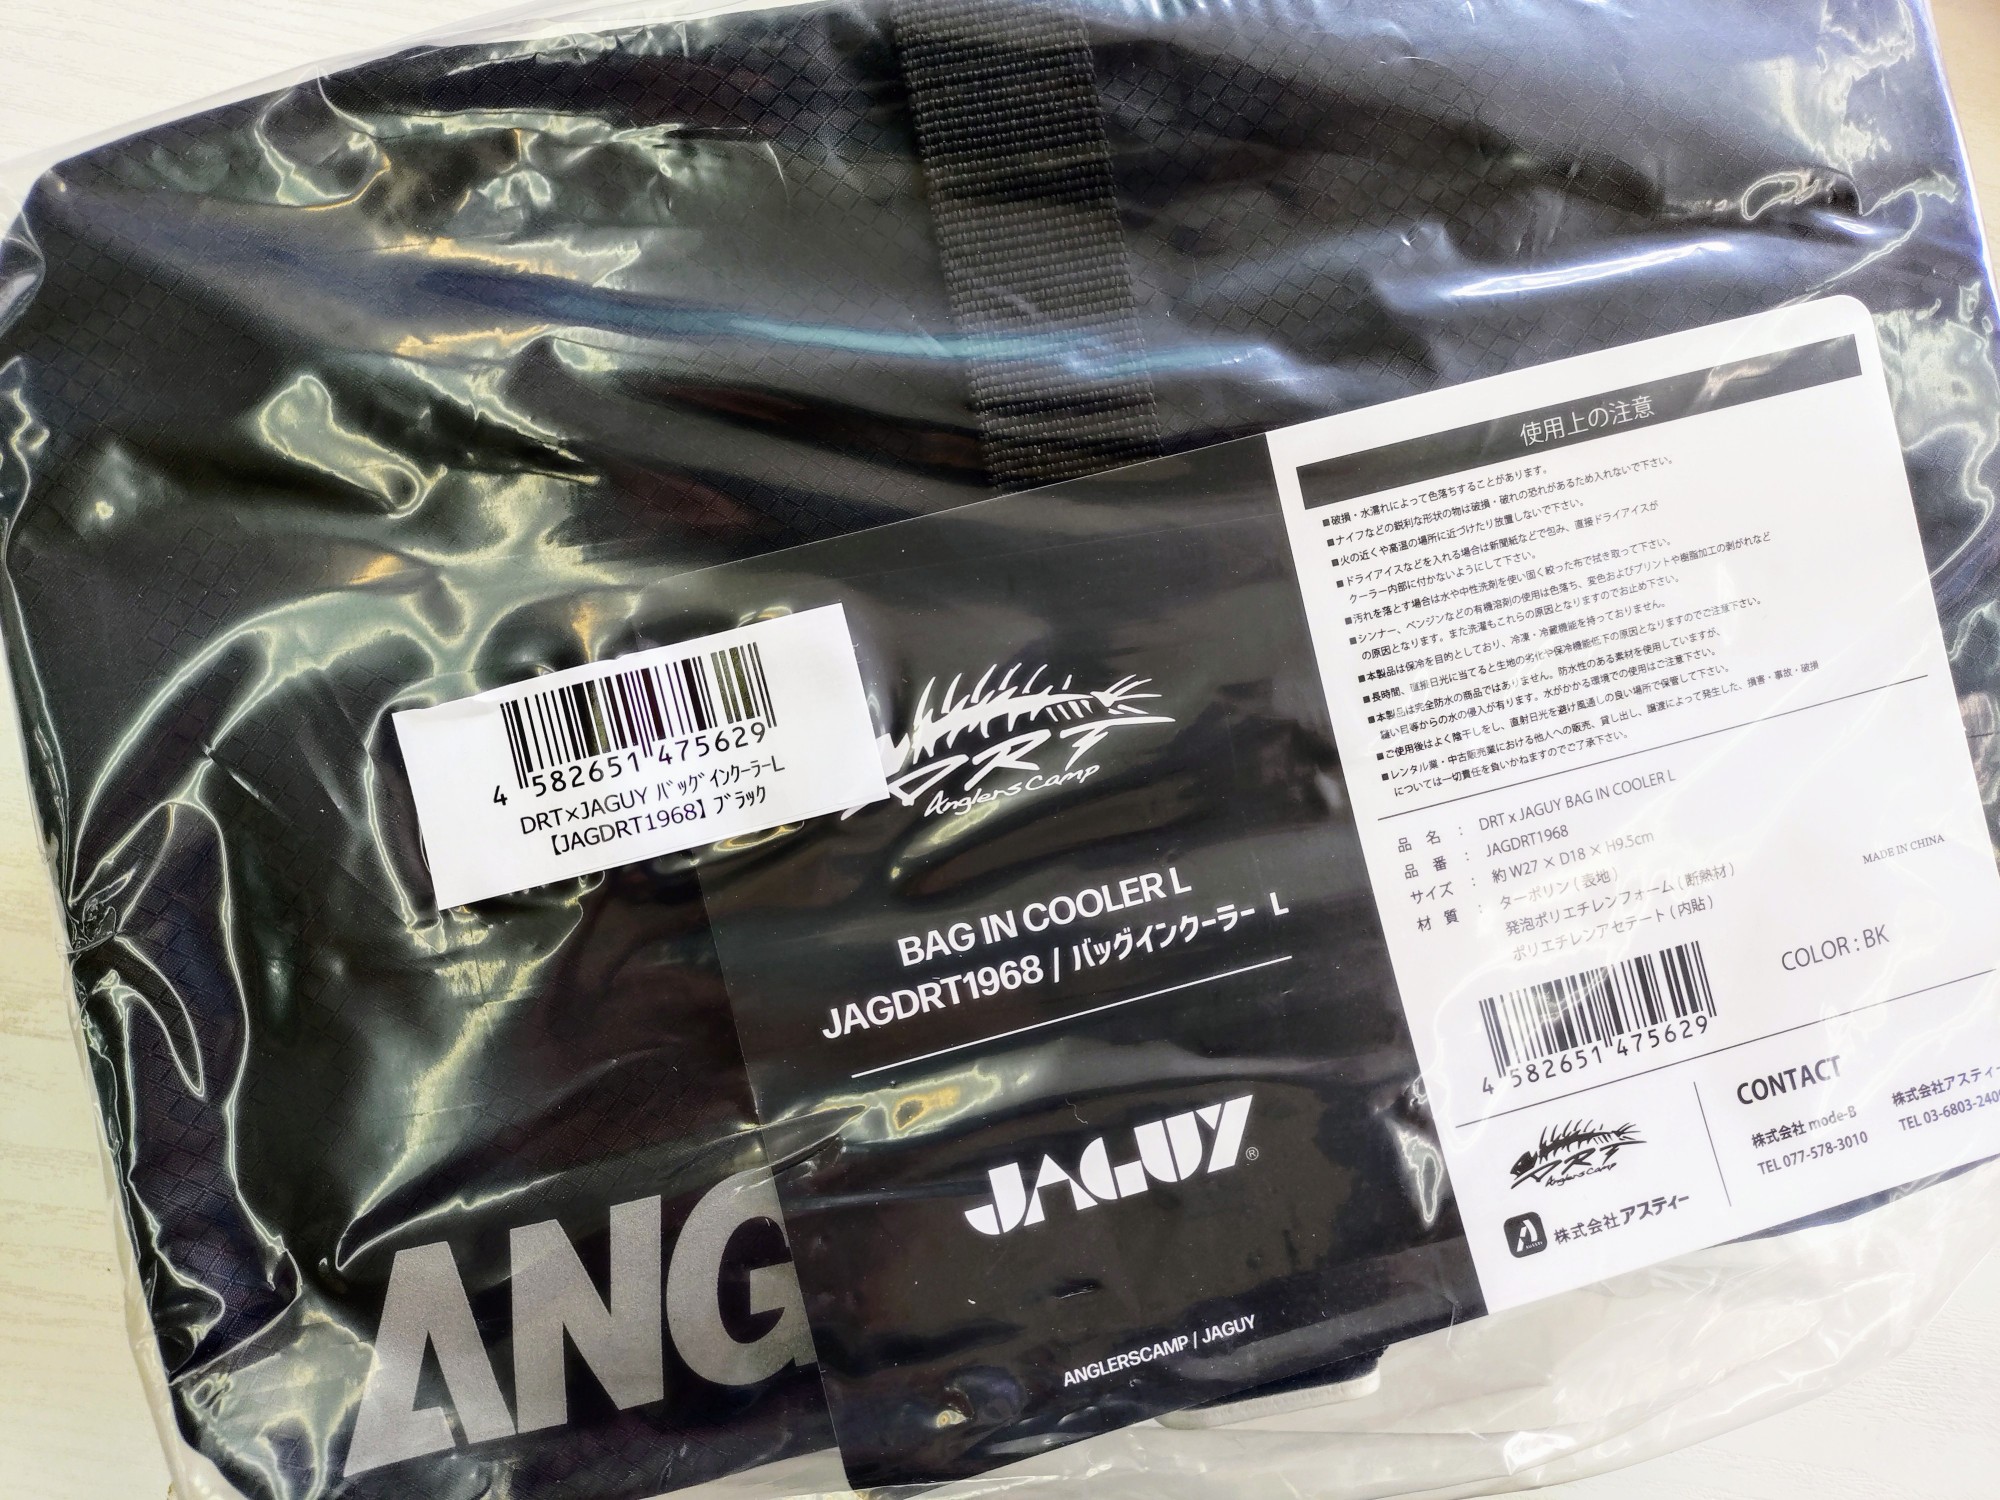 4 582651 475629
DRT×JAGUY バッグインクーラーL
【JAGDRT1968】ブラック
ANG
DRT
Anglers Camp
BAG IN COOLER L
JAGDRT1968 / バッグインクーラー L
JAGUY®
ANGLERSCAMP / JAGUY
使用上の注意
■破損・水濡れによって色落ちすることがあります。
■ナイフなどの鋭利な形状の物は破損・破れの恐れがあるため入れないで下さい。
■火の近くや高温の場所に近づけたり放置しないで下さい。
■ドライアイスなどを入れる場合は新聞紙などで包み、直接ドライアイスが
クーラー内部に付かないようにして下さい。
■汚れを落とす場合は水や中性洗剤を使い固く絞った布で拭き取って下さい。
■シンナー、ベンジンなどの有機溶剤の使用は色落ち、変色およびプリントや樹脂加工の剥がれなど
の原因となります。また洗濯もこれらの原因となりますのでお止め下さい。
■本製品は保冷を目的としており、冷凍・冷蔵機能を持っておりません。
■長時間、直接日光に当てると生地の劣化や保冷機能低下の原因となりますのでご注意下さい。
■本製品は完全防水の商品ではありません。防水性のある素材を使用していますが、
縫い目等からの水の侵入が有ります。水がかかる環境での使用はご注意下さい。
■ご使用後はよく陰干しをし、直射日光を避け風通しの良い場所で保管して下さい。
■レンタル業・中古販売業における他人への販売、貸し出し、譲渡によって発生した、損害・事故・破損
については一切責任を負いかねますのでご了承下さい。
品 名 : DRT x JAGUY BAG IN COOLER L
品 番 : JAGDRT1968
サイズ : 約 W27 × D18 × H9.5cm
材 質 : ターポリン(表地)
発泡ポリエチレンフォーム(断熱材)
ポリエチレンアセテート(内貼)
MADE IN CHINA
COLOR : BK
4 582651 475629
DRT
Anglers Camp
株式会社アスティー
CONTACT
株式会社 mode-B
TEL 077-578-3010
株式会社アスティー
TEL 03-6803-240